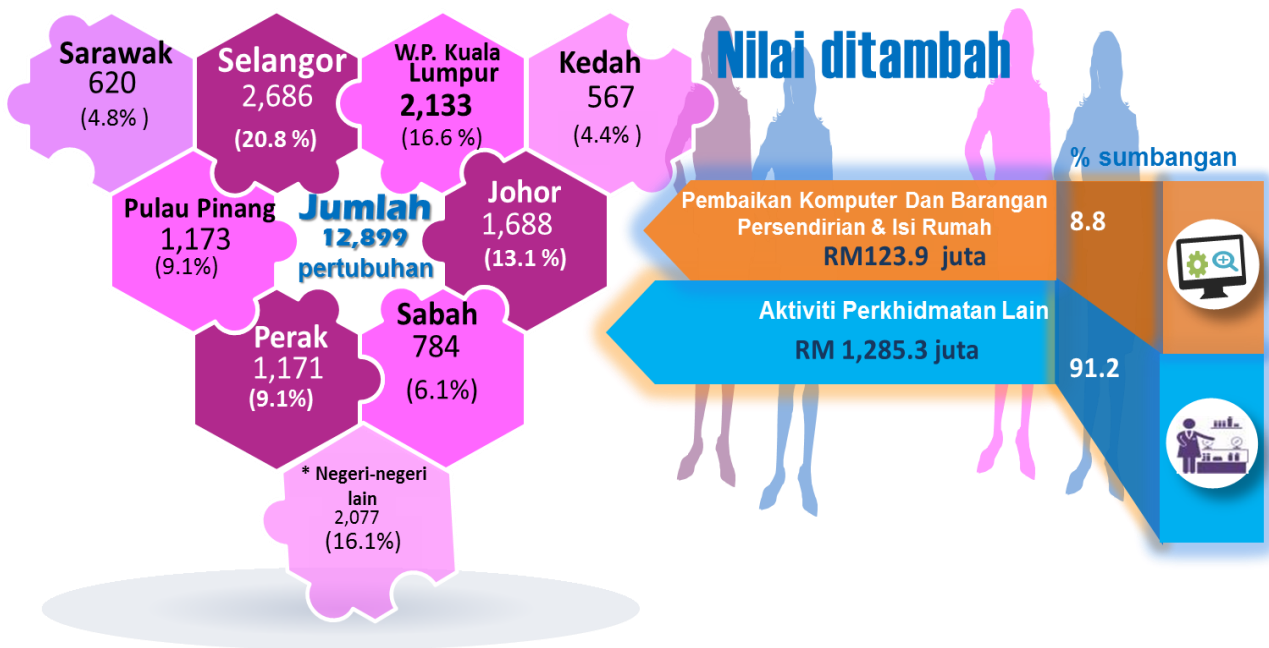 Sarawak
620
(4.8% )
Selangor
2,686
(20.8 %)
W.P. Kuala
Lumpur
2,133
(16.6 %)
Kedah
567
(4.4% )
Pulau Pinang
1,173
(9.1%)
Jumlah
12,899
pertubuhan
Johor
1,688
(13.1 %)
Perak
1,171
(9.1%)
Sabah
784
(6.1%)
* Negeri-negeri
lain
2,077
(16.1%)
Nilai ditambah
% sumbangan
Pembaikan Komputer Dan Barangan
Persendirian & Isi Rumah
RM123.9 juta
8.8
Aktiviti Perkhidmatan Lain
RM 1,285.3 juta
91.2